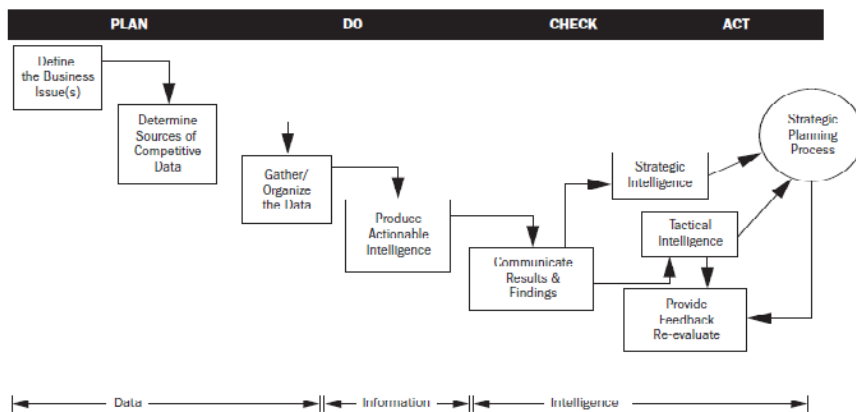 PLAN DO CHECK ACT
Define
the Business
Issue(s)
Determine
Sources of
Competitive
Data
Gather/
Organize
the Data
Produce
Actionable
Intelligence
Communicate
Results &
Findings
Strategic
Intelligence
Tactical
Intelligence
Provide
Feedback
Re-evaluate
Strategic
Planning
Process
Data Information Intelligence